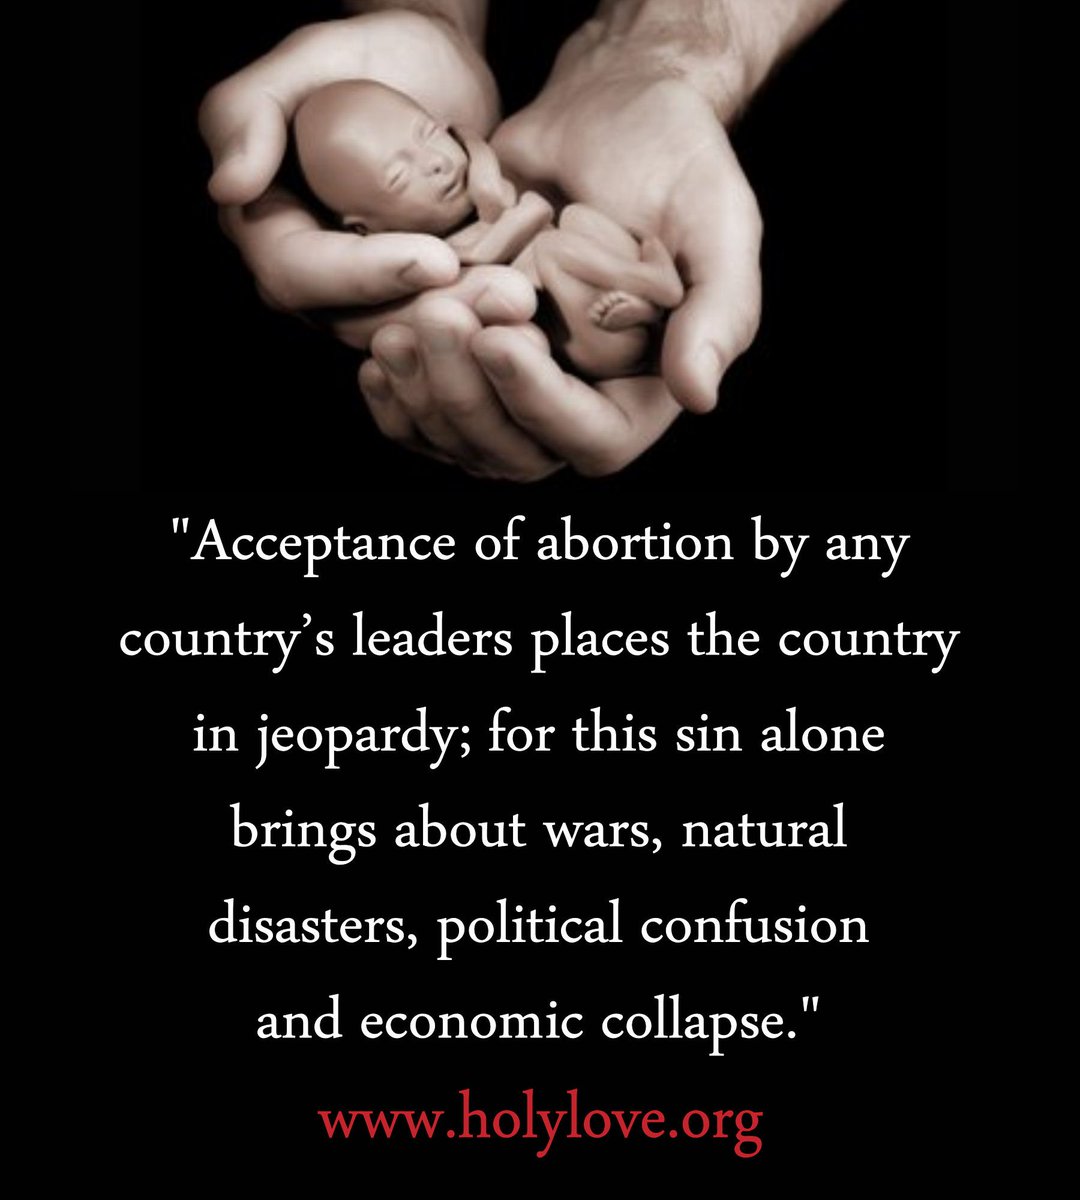 "Acceptance of abortion by any
country’s leaders places the country
in jeopardy; for this sin alone
brings about wars, natural
disasters, political confusion
and economic collapse."
www.holylove.org